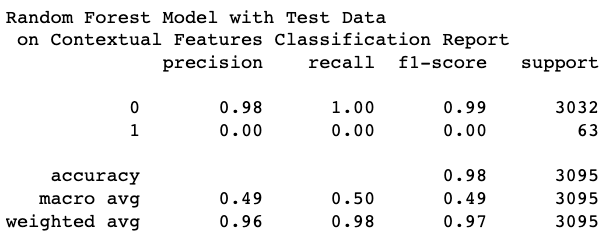 Random Forest Model with Test Data
on Contextual Features Classification Report
precision recall f1-score support
0 0.98 1.00 0.99 3032
1 0.00 0.00 0.00 63
accuracy 0.98 3095
macro avg 0.49 0.50 0.49 3095
weighted avg 0.96 0.98 0.97 3095